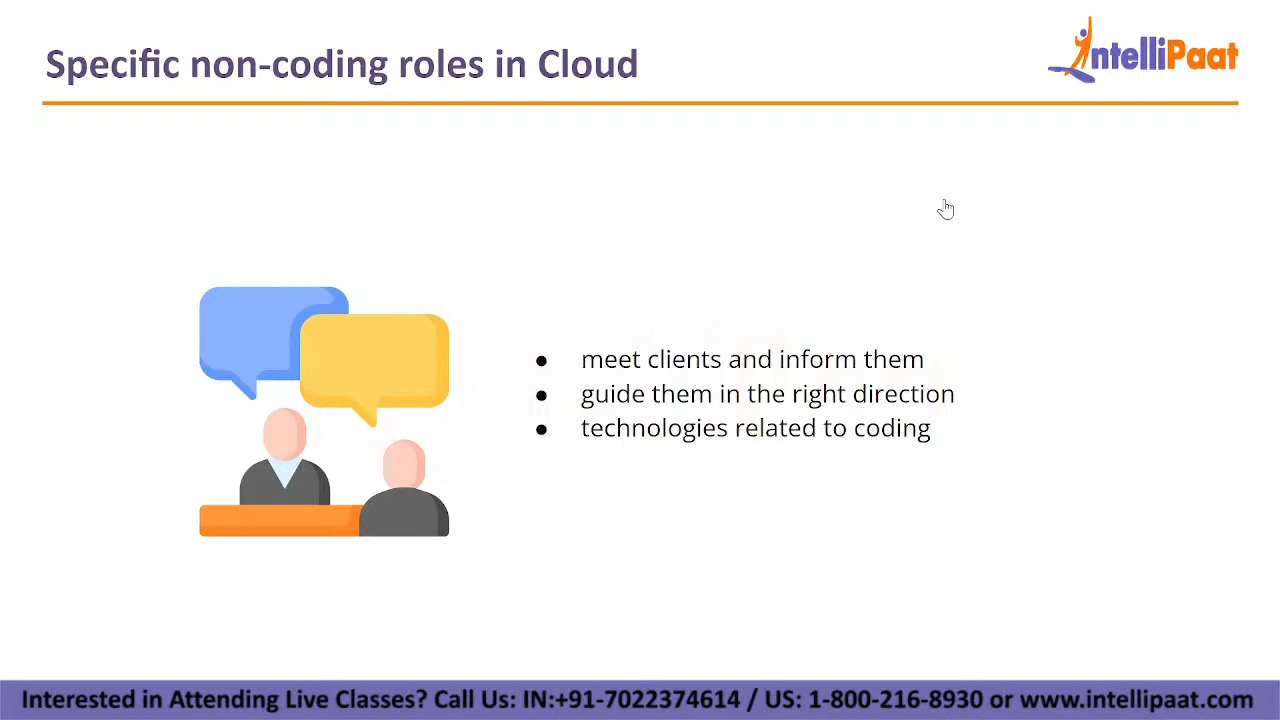 Specific non-coding roles in Cloud
IntelliPaat
● meet clients and inform them
● guide them in the right direction
● technologies related to coding
Interested in Attending Live Classes? Call Us: IN:+91-7022374614 / US: 1-800-216-8930 or www.intellipaat.com